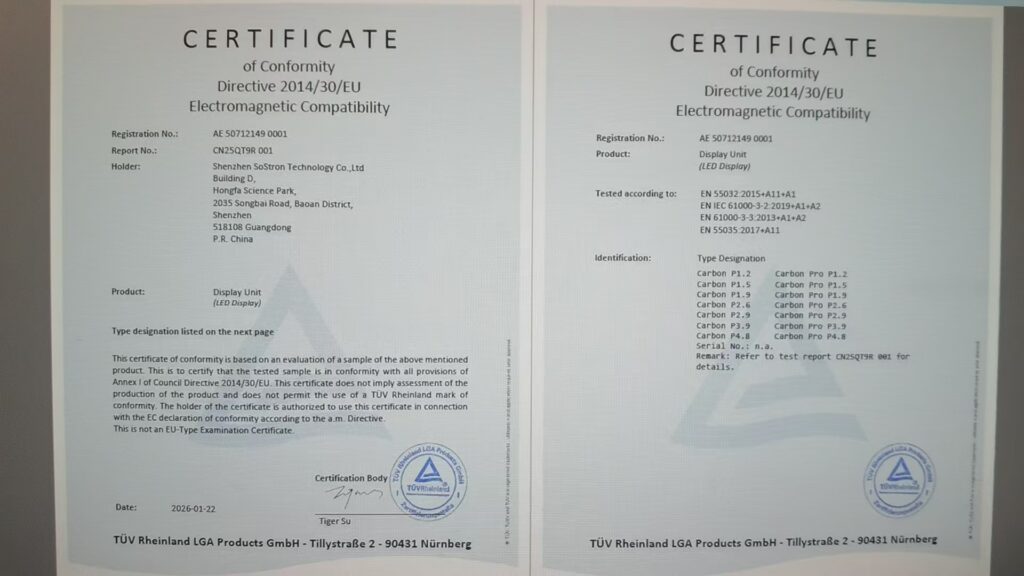 CERTIFICATE
of Conformity
Directive 2014/30/EU
Electromagnetic Compatibility
Registration No.: AE 50712149 0001
Report No.: CN25QT9R 001
Holder: Shenzhen SoStron Technology Co.,Ltd
Building D,
Hongfa Science Park,
2035 Songbai Road, Baoan District,
Shenzhen
518108 Guangdong
P.R. China
Product: Display Unit
(LED Display)
Type designation listed on the next page
This certificate of conformity is based on an evaluation of a sample of the above mentioned
product. This is to certify that the tested sample is in conformity with all provisions of
Annex I of Council Directive 2014/30/EU. This certificate does not imply assessment of the
production of the product and does not permit the use of a TÜV Rheinland mark of
conformity. The holder of the certificate is authorized to use this certificate in connection
with the EC declaration of conformity according to the a.m. Directive.
This is not an EU-Type Examination Certificate.
Certification Body
TÜV Rheinland LGA Products GmbH
TÜVRheinland
Zertifizierungsstelle
Date: 2026-01-22
Tiger Su
TÜV Rheinland LGA Products GmbH - Tillystraße 2 - 90431 Nürnberg
CERTIFICATE
of Conformity
Directive 2014/30/EU
Electromagnetic Compatibility
Registration No.: AE 50712149 0001
Product: Display Unit
(LED Display)
Tested according to: EN 55032:2015+A11+A1
EN IEC 61000-3-2:2019+A1+A2
EN 61000-3-3:2013+A1+A2
EN 55035:2017+A11
Identification: Type Designation
Carbon P1.2 Carbon Pro P1.2
Carbon P1.5 Carbon Pro P1.5
Carbon P1.9 Carbon Pro P1.9
Carbon P2.6 Carbon Pro P2.6
Carbon P2.9 Carbon Pro P2.9
Carbon P3.9 Carbon Pro P3.9
Carbon P4.8 Carbon Pro P4.8
Serial No.: n.a.
Remark: Refer to test report CN25QT9R 001 for
details.
TÜV Rheinland LGA Products GmbH
TÜVRheinland
Zertifizierungsstelle
TÜV Rheinland LGA Products GmbH - Tillystraße 2 - 90431 Nürnberg